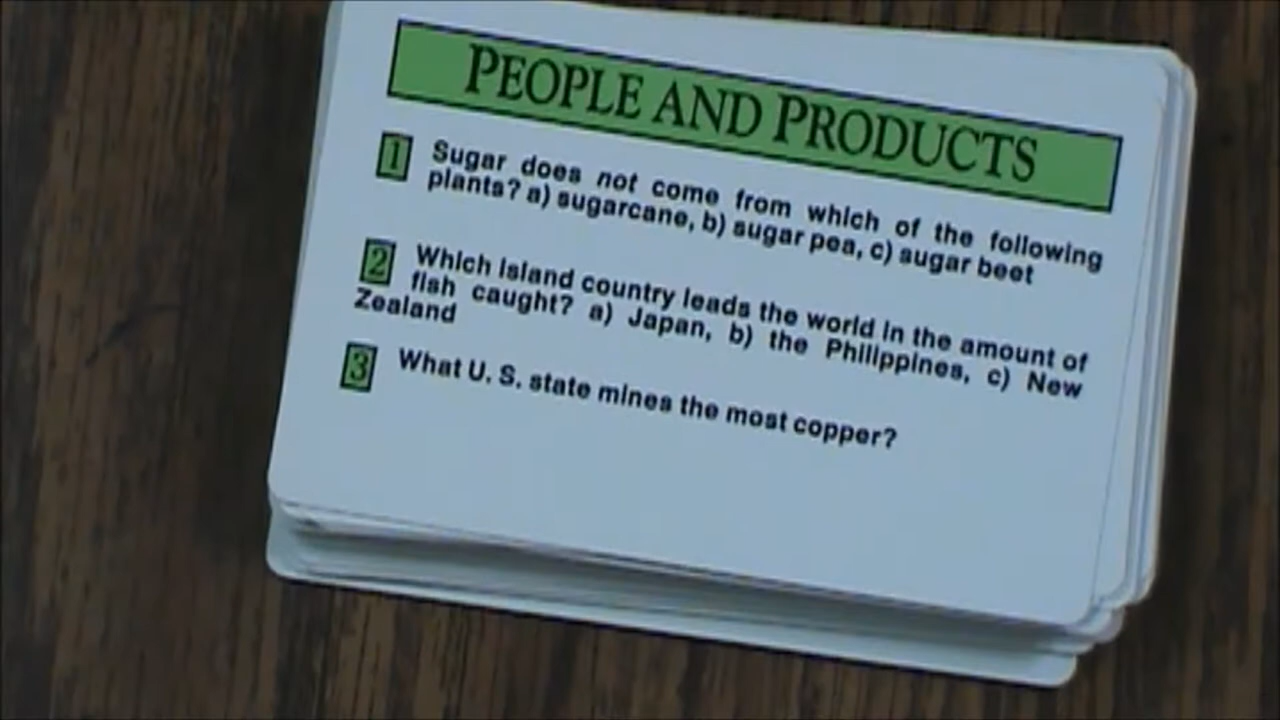 PEOPLE AND PRODUCTS
1 Sugar does not come from which of the following
plants? a) sugarcane, b) sugar pea, c) sugar beet
2 Which island country leads the world in the amount of
fish caught? a) Japan, b) the Philippines, c) New
Zealand
3 What U. S. state mines the most copper?